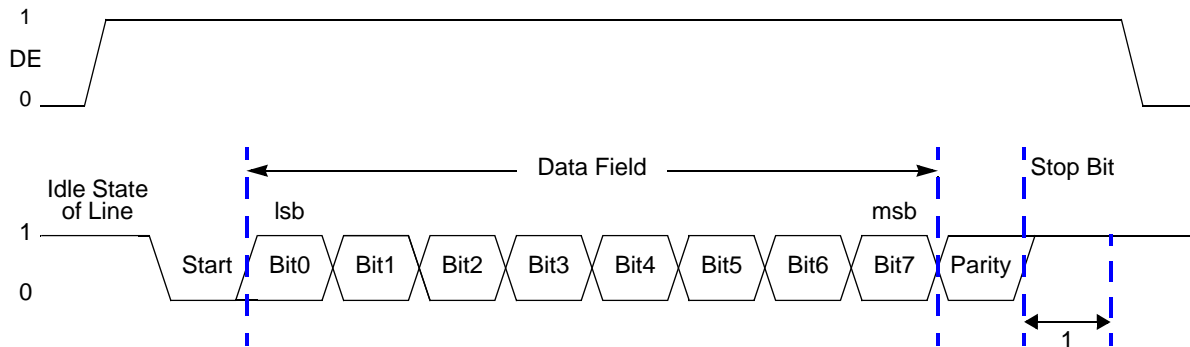 1
DE
0
Data Field
Stop Bit
Idle State
of Line
lsb
msb
1
Start
Bit0
Bit1
Bit2
Bit3
Bit4
Bit5
Bit6
Bit7
Parity
0
1